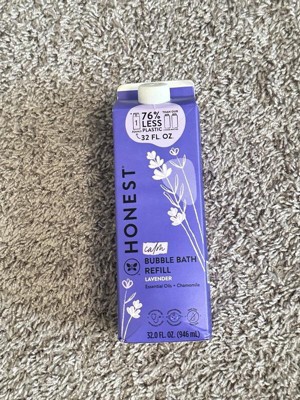 76%
LESS
PLASTIC
32 FL OZ
HONEST
calm
BUBBLE BATH
REFILL
LAVENDER
Essential Oils + Chamomile
32.0 FL. OZ. (946 mL)